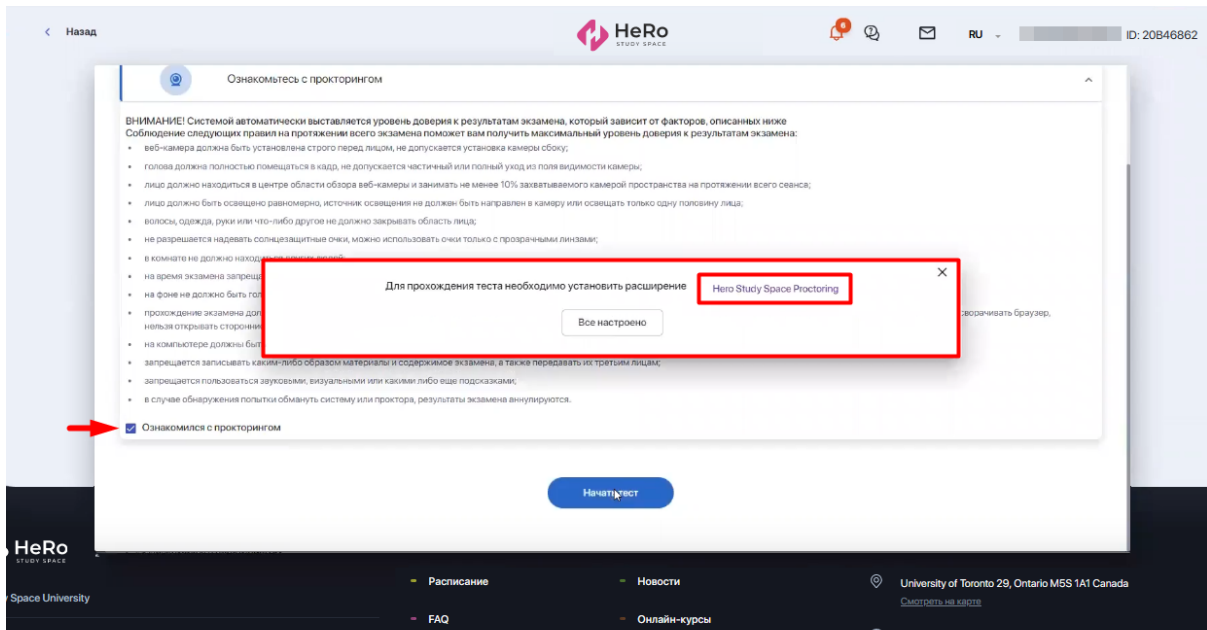 Назад
HeRo
STUDY SPACE
RU
ID: 20B46862
Ознакомьтесь с прокторингом
ВНИМАНИЕ! Системой автоматически выставляется уровень доверия к результатам экзамена, который зависит от факторов, описанных ниже
Соблюдение следующих правил на протяжении всего экзамена поможет вам получить максимальный уровень доверия к результатам экзамена:
веб-камера должна быть установлена строго перед лицом, не допускается установка камеры сбоку;
голова должна полностью помещаться в кадр, не допускается частичный или полный уход из поля видимости камеры;
лицо должно находиться в центре области обзора веб-камеры и занимать не менее 10% захватываемого камерой пространства на протяжении всего сеанса;
лицо должно быть освещено равномерно, источник освещения не должен быть направлен в камеру или освещать только одну половину лица;
волосы, одежда, руки или что-либо другое не должно закрывать область лица;
не разрешается надевать солнцезащитные очки, можно использовать очки только с прозрачными линзами;
в комнате не должно
на время экзамена
на фоне не должно быть
прохождение экзамена
сворачивать браузер,
нельзя открывать
на компьютере должны
Для прохождения теста необходимо установить расширение Hero Study Space Proctoring
Все настроено
запрещается записывать каким-либо образом материалы и содержимое экзамена, а также передавать их третьим лицам;
запрещается пользоваться звуковыми, визуальными или какими либо еще подсказками;
в случае обнаружения попытки обмануть систему или проктора, результаты экзамена аннулируются.
Ознакомился с прокторингом
Начать тест
HeRo
STUDY SPACE
Space University
Расписание
Новости
University of Toronto 29, Ontario M5S 1A1 Canada
Смотреть на карте
FAQ
Онлайн-курсы